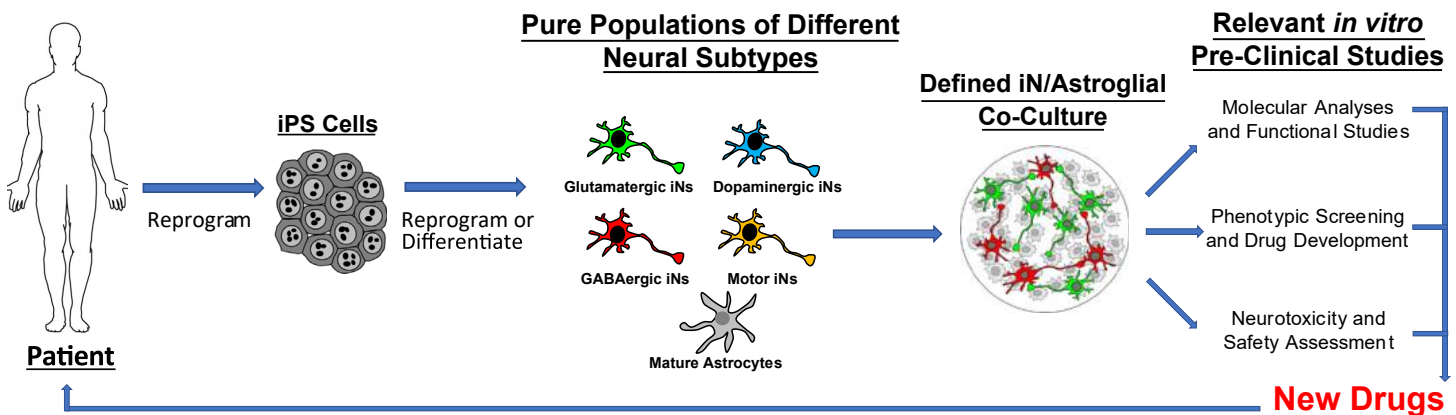 Patient
Reprogram
iPS Cells
Reprogram or
Differentiate
Pure Populations of Different
Neural Subtypes
Glutamatergic iNs
Dopaminergic iNs
GABAergic iNs
Motor iNs
Mature Astrocytes
Defined iN/Astroglial
Co-Culture
Relevant in vitro
Pre-Clinical Studies
Molecular Analyses
and Functional Studies
Phenotypic Screening
and Drug Development
Neurotoxicity and
Safety Assessment
New Drugs